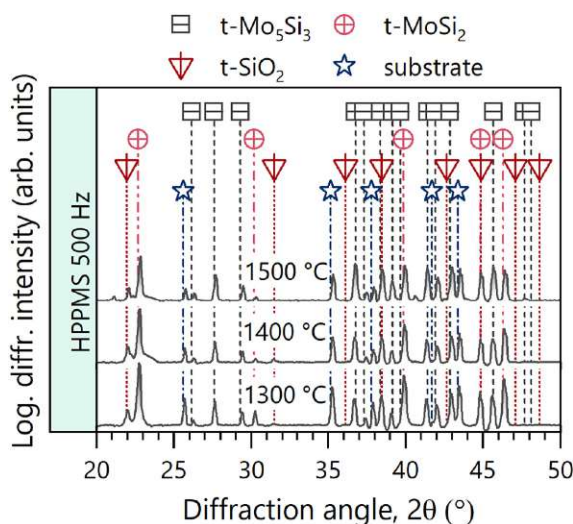 t-Mo₅Si₃ t-MoSi₂
t-SiO₂ substrate
Log. diffr. intensity (arb. units)
HPPMS 500 Hz
1500 °C
1400 °C
1300 °C
20 25 30 35 40 45 50
Diffraction angle, 2θ (°)